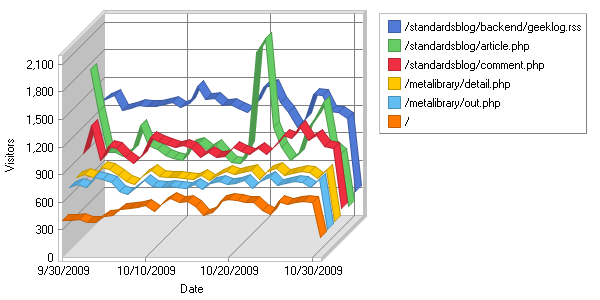 /standardsblog/backend/geeklog.rss
/standardsblog/article.php
/standardsblog/comment.php
/metalibrary/detail.php
/metalibrary/out.php
/
2,100
1,800
1,500
1,200
900
600
300
0
Visitors
9/30/2009 10/10/2009 10/20/2009 10/30/2009
Date